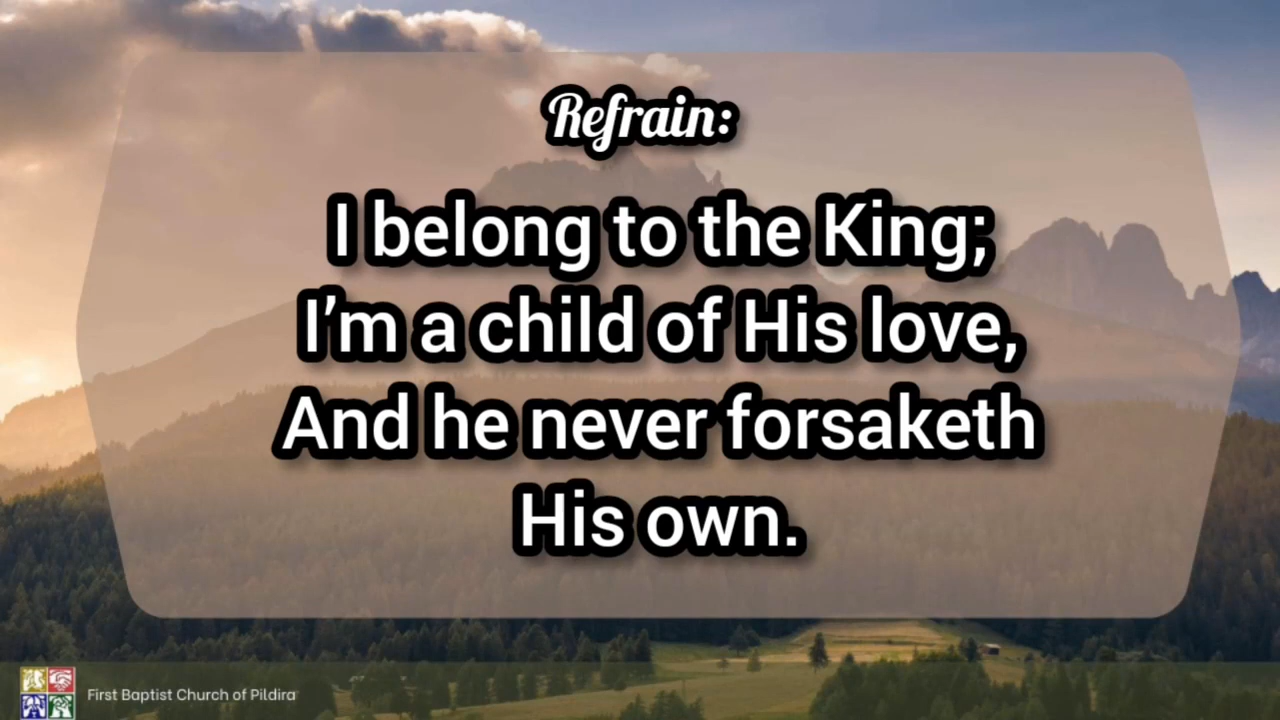 Refrain:
I belong to the King;
I’m a child of His love,
And he never forsaketh
His own.
First Baptist Church of Pildira